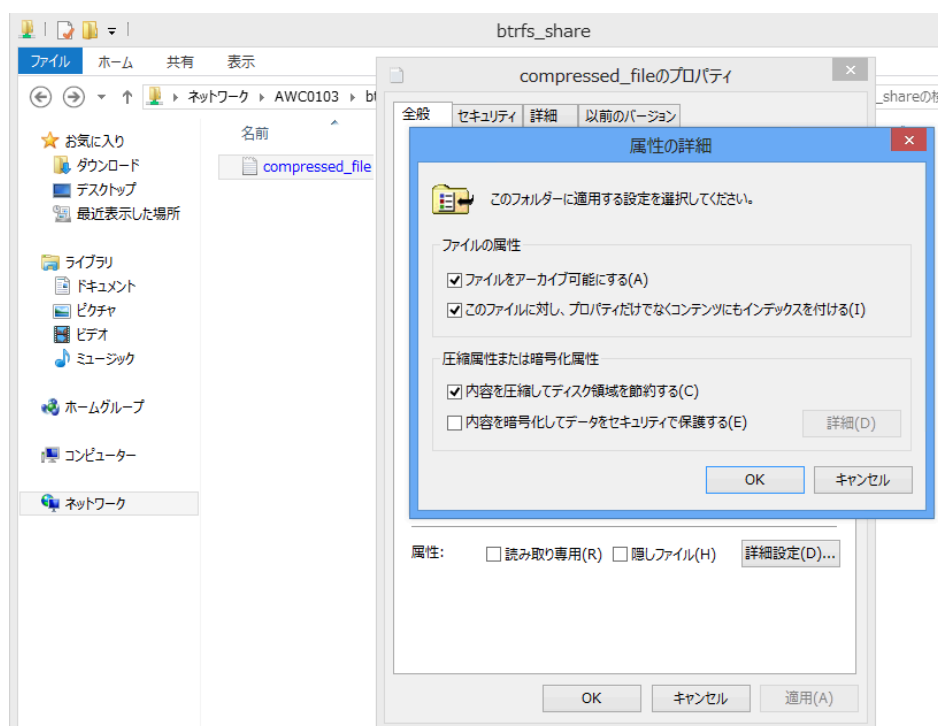 btrfs_share
ファイル ホーム 共有 表示
ネットワーク AWC0103
_shareの
お気に入り
ダウンロード
デスクトップ
最近表示した場所
ライブラリ
ドキュメント
ピクチャ
ビデオ
ミュージック
ホームグループ
コンピューター
ネットワーク
名前
compressed_file
compressed_fileのプロパティ
全般 セキュリティ 詳細 以前のバージョン
属性の詳細
このフォルダーに適用する設定を選択してください。
ファイルの属性
ファイルをアーカイブ可能にする(A)
このファイルに対し、プロパティだけでなくコンテンツにもインデックスを付ける(I)
圧縮属性または暗号化属性
内容を圧縮してディスク領域を節約する(C)
内容を暗号化してデータをセキュリティで保護する(E) 詳細(D)
OK キャンセル
属性: 読み取り専用(R) 隠しファイル(H) 詳細設定(D)...
OK キャンセル 適用(A)